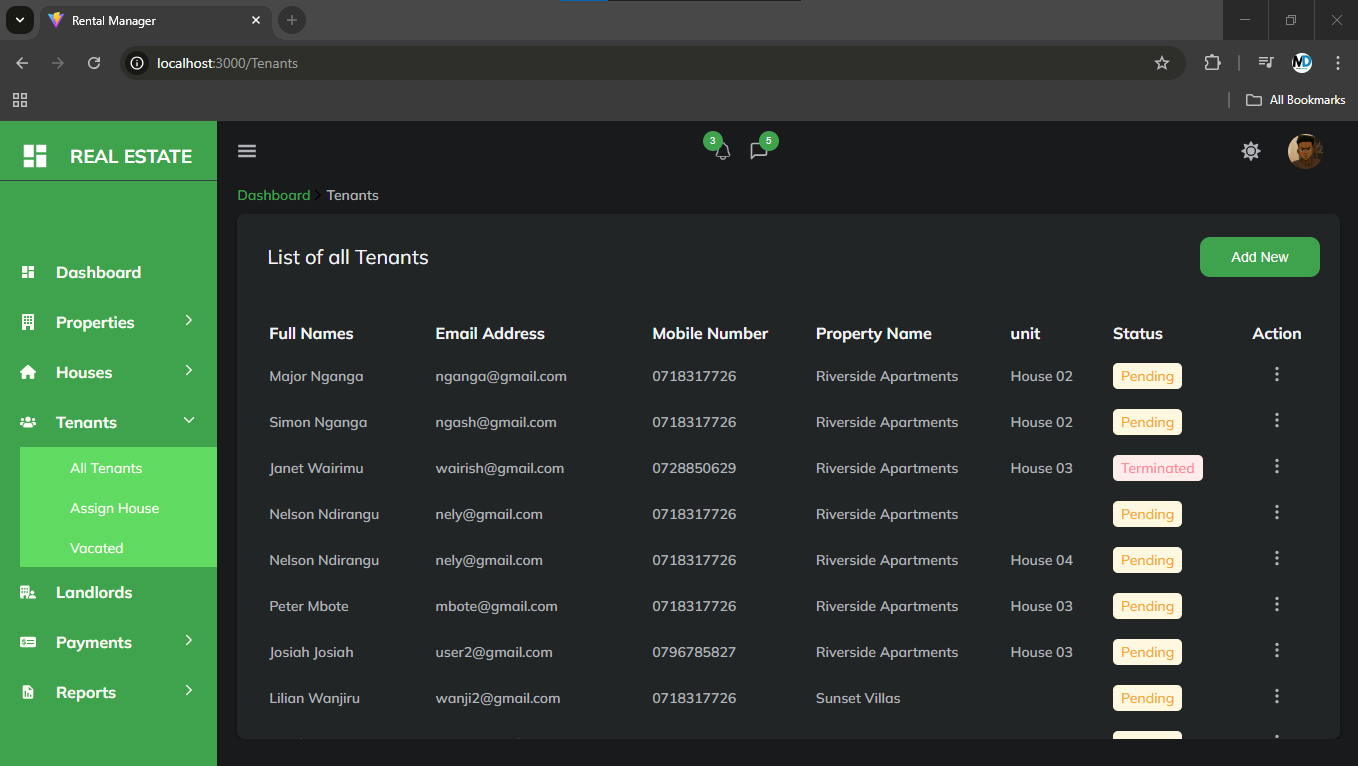 Rental Manager
localhost:3000/Tenants
All Bookmarks
REAL ESTATE
3
5
Dashboard > Tenants
List of all Tenants
Add New
Dashboard
Properties
Houses
Tenants
All Tenants
Assign House
Vacated
Landlords
Payments
Reports
Full Names Email Address Mobile Number Property Name unit Status Action
Major Nganga nganga@gmail.com 0718317726 Riverside Apartments House 02 Pending
Simon Nganga ngash@gmail.com 0718317726 Riverside Apartments House 02 Pending
Janet Wairimu wairish@gmail.com 0728850629 Riverside Apartments House 03 Terminated
Nelson Ndirangu nely@gmail.com 0718317726 Riverside Apartments Pending
Nelson Ndirangu nely@gmail.com 0718317726 Riverside Apartments House 04 Pending
Peter Mbote mbote@gmail.com 0718317726 Riverside Apartments House 03 Pending
Josiah Josiah user2@gmail.com 0796785827 Riverside Apartments House 03 Pending
Lilian Wanjiru wanji2@gmail.com 0718317726 Sunset Villas Pending